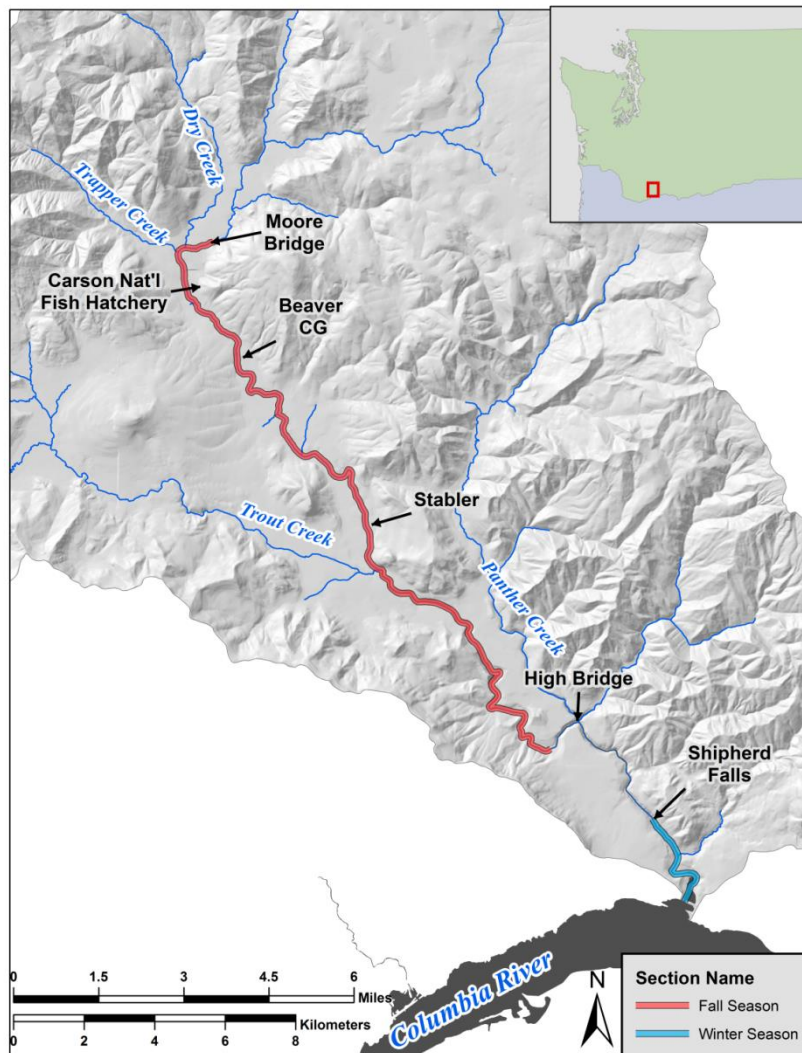 Dry Creek
Trapper Creek
Moore
Bridge
Carson Nat'l
Fish Hatchery
Beaver
CG
Stabler
Trout Creek
Panther Creek
High Bridge
Shipherd
Falls
0 1.5 3 4.5 6
Miles
0 2 4 6 8
Kilometers
Columbia River
N
Section Name
Fall Season
Winter Season